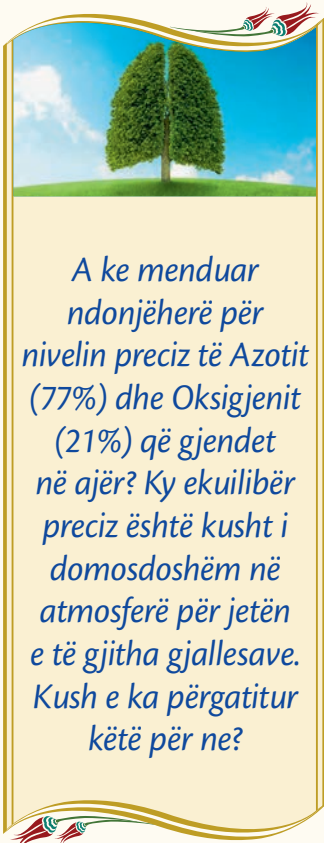 A ke menduar
ndonjëherë për
nivelin preciz të Azotit
(77%) dhe Oksigjenit
(21%) që gjendet
në ajër? Ky ekuilibër
preciz është kusht i
domosdoshëm në
atmosferë për jetën
e të gjitha gjallesave.
Kush e ka përgatitur
këtë për ne?